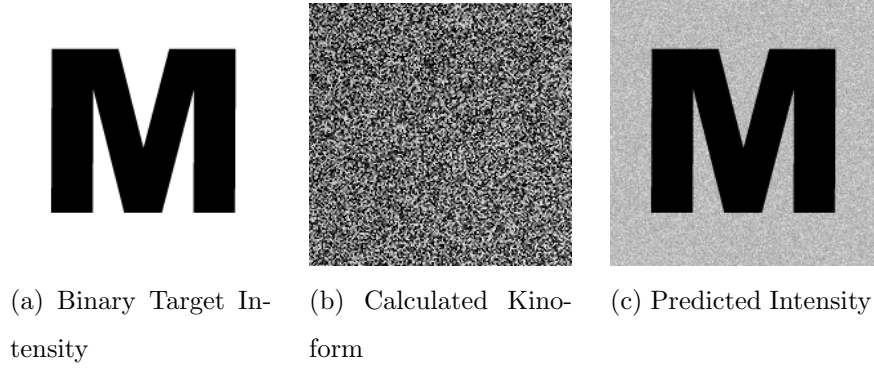 M
M
(a) Binary Target In-
tensity
(b) Calculated Kino-
form
(c) Predicted Intensity